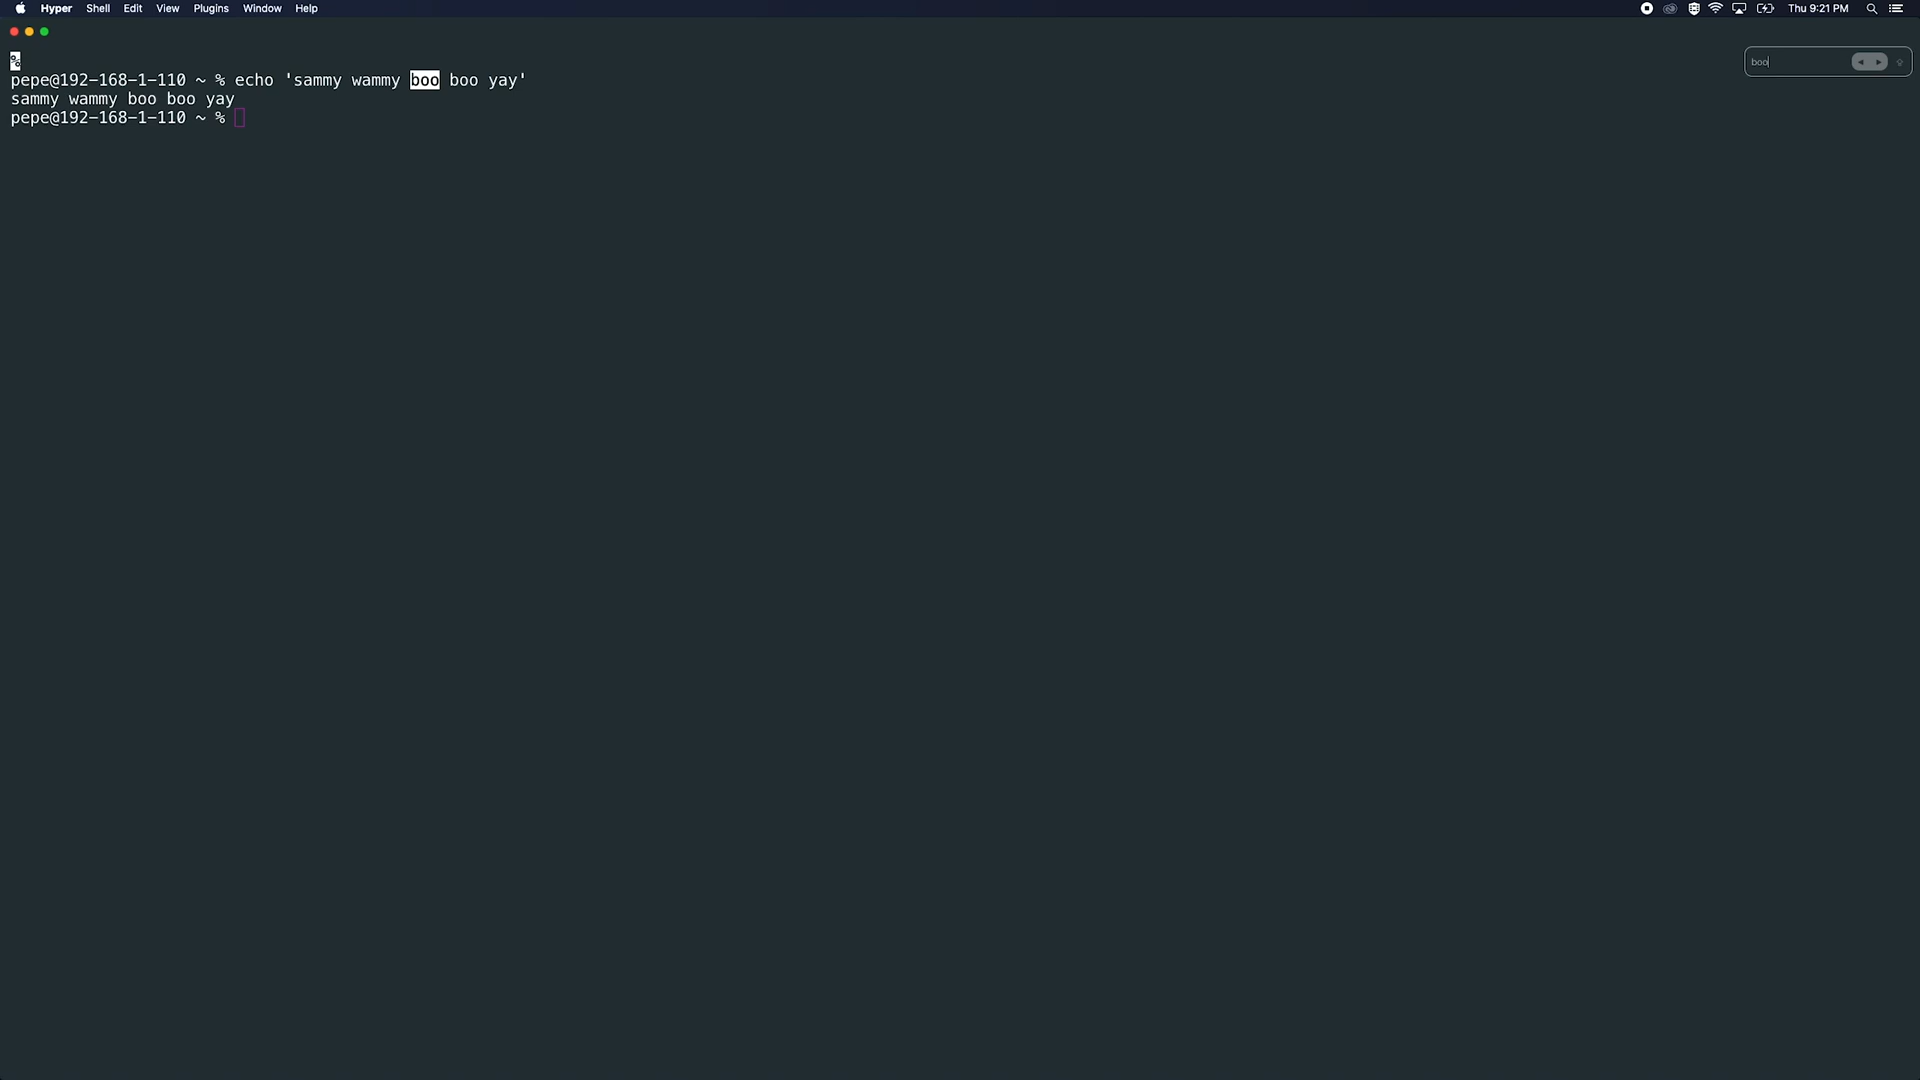 Hyper Shell Edit View Plugins Window Help Thu 9:21 PM
%
boo
pepe@192-168-1-110 ~ % echo 'sammy wammy boo boo yay'
sammy wammy boo boo yay
pepe@192-168-1-110 ~ %